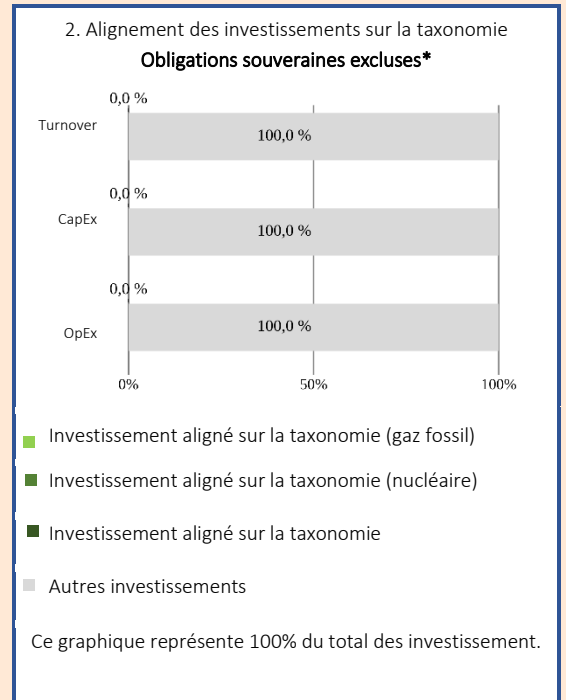 2. Alignement des investissements sur la taxonomie
Obligations souveraines excluses*
0,0 %
Turnover
100,0 %
0,0 %
CapEx
100,0 %
0,0 %
OpEx
100,0 %
0% 50% 100%
Investissement aligné sur la taxonomie (gaz fossil)
Investissement aligné sur la taxonomie (nucléaire)
Investissement aligné sur la taxonomie
Autres investissements
Ce graphique représente 100% du total des investissement.